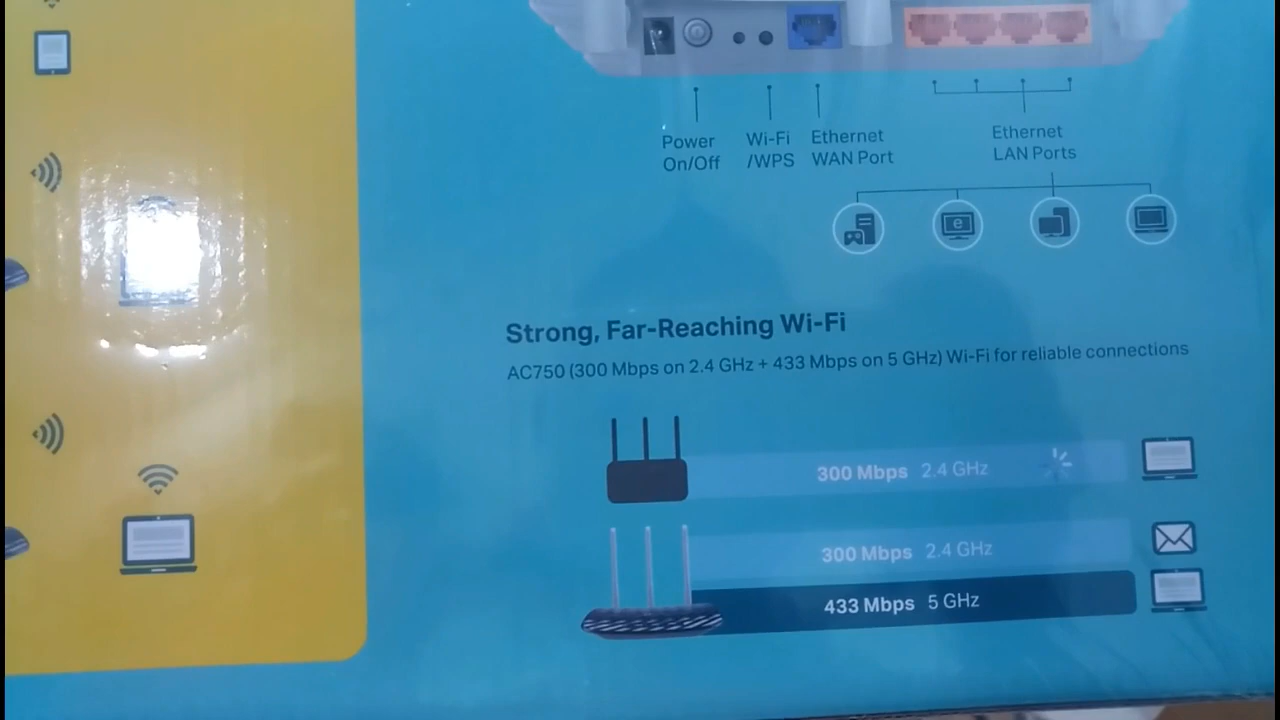 Power
On/Off
Wi-Fi
/WPS
Ethernet
WAN Port
Ethernet
LAN Ports
e
Strong, Far-Reaching Wi-Fi
AC750 (300 Mbps on 2.4 GHz + 433 Mbps on 5 GHz) Wi-Fi for reliable connections
300 Mbps 2.4 GHz
300 Mbps 2.4 GHz
433 Mbps 5 GHz